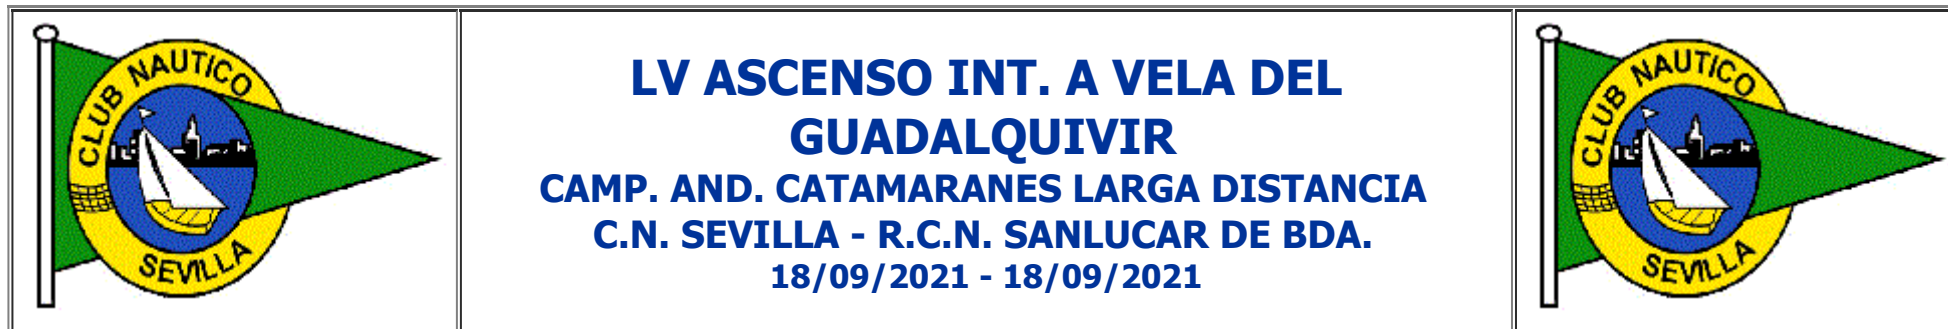 CLUB NAUTICO
SEVILLA
LV ASCENSO INT. A VELA DEL
GUADALQUIVIR
CAMP. AND. CATAMARANES LARGA DISTANCIA
C.N. SEVILLA - R.C.N. SANLUCAR DE BDA.
18/09/2021 - 18/09/2021
CLUB NAUTICO
SEVILLA